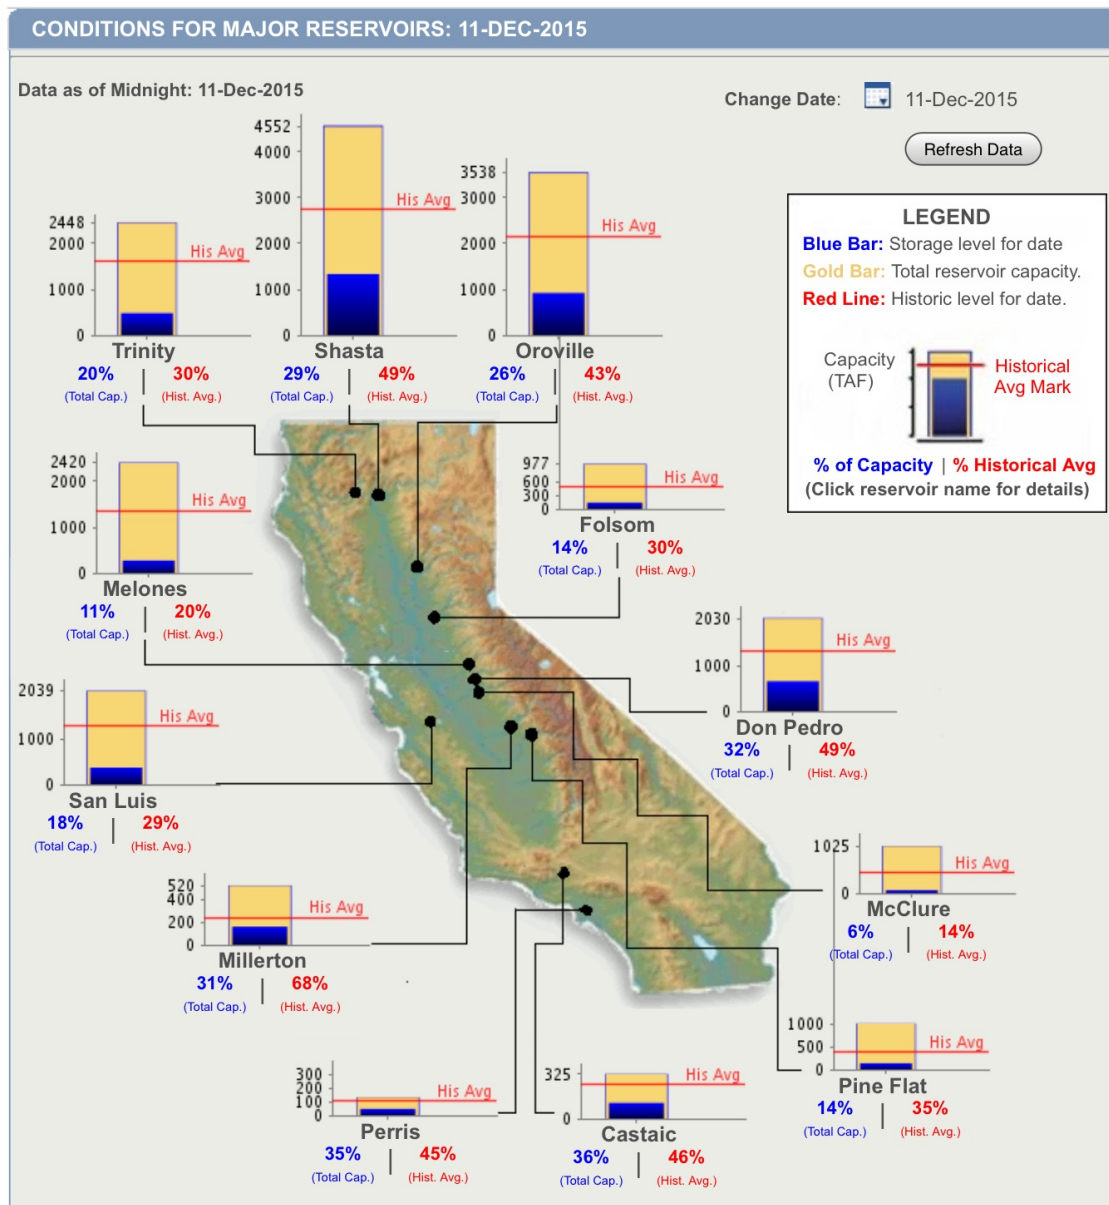 CONDITIONS FOR MAJOR RESERVOIRS: 11-DEC-2015
Data as of Midnight: 11-Dec-2015
Change Date: 11-Dec-2015
Refresh Data
LEGEND
Blue Bar: Storage level for date
Gold Bar: Total reservoir capacity.
Red Line: Historic level for date.
Capacity
(TAF)
Historical
Avg Mark
% of Capacity | % Historical Avg
(Click reservoir name for details)
2448
2000
1000
0
His Avg
Trinity
20% | 30%
(Total Cap.) (Hist. Avg.)
4552
4000
3000
2000
1000
0
His Avg
Shasta
29% | 49%
(Total Cap.) (Hist. Avg.)
3538
3000
2000
1000
0
His Avg
Oroville
26% | 43%
(Total Cap.) (Hist. Avg.)
977
600
300
0
His Avg
Folsom
14% | 30%
(Total Cap.) (Hist. Avg.)
2420
2000
1000
0
His Avg
Melones
11% | 20%
(Total Cap.) (Hist. Avg.)
2030
1000
0
His Avg
Don Pedro
32% | 49%
(Total Cap.) (Hist. Avg.)
2039
1000
0
His Avg
San Luis
18% | 29%
(Total Cap.) (Hist. Avg.)
1025
0
His Avg
McClure
6% | 14%
(Total Cap.) (Hist. Avg.)
520
400
200
0
His Avg
Millerton
31% | 68%
(Total Cap.) (Hist. Avg.)
1000
500
0
His Avg
Pine Flat
14% | 35%
(Total Cap.) (Hist. Avg.)
300
200
100
0
His Avg
Perris
35% | 45%
(Total Cap.) (Hist. Avg.)
325
0
His Avg
Castaic
36% | 46%
(Total Cap.) (Hist. Avg.)